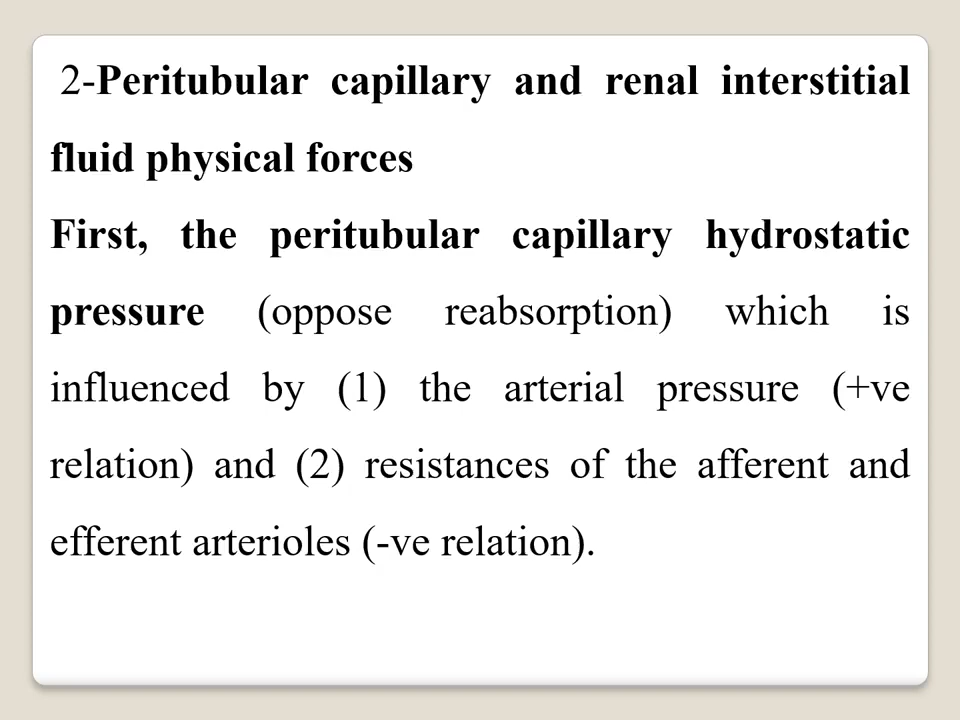 2-Peritubular capillary and renal interstitial
fluid physical forces
First, the peritubular capillary hydrostatic
pressure (oppose reabsorption) which is
influenced by (1) the arterial pressure (+ve
relation) and (2) resistances of the afferent and
efferent arterioles (-ve relation).